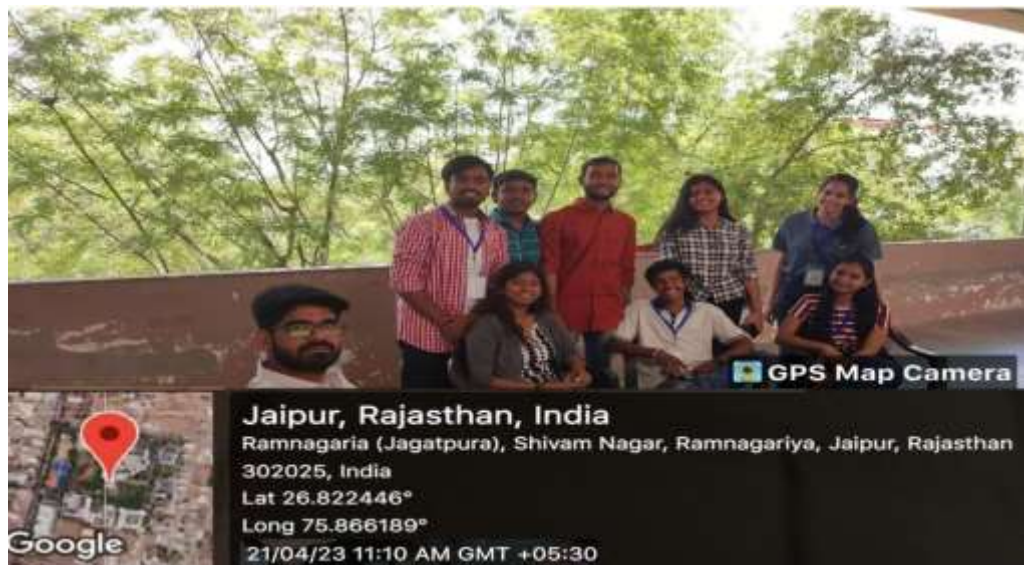 GPS Map Camera
Jaipur, Rajasthan, India
Ramnagaria (Jagatpura), Shivam Nagar, Ramnagariya, Jaipur, Rajasthan
302025, India
Lat 26.822446°
Long 75.866189°
21/04/23 11:10 AM GMT +05:30
Google